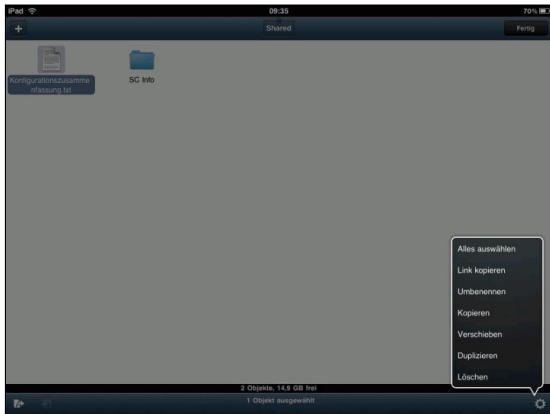 iPad 09:35 70%
+ Shared Fertig
Konfigurationszusamme
nfassung.txt
SC Info
Alles auswählen
Link kopieren
Umbenennen
Kopieren
Verschieben
Duplizieren
Löschen
2 Objekte, 14,9 GB frei
1 Objekt ausgewählt